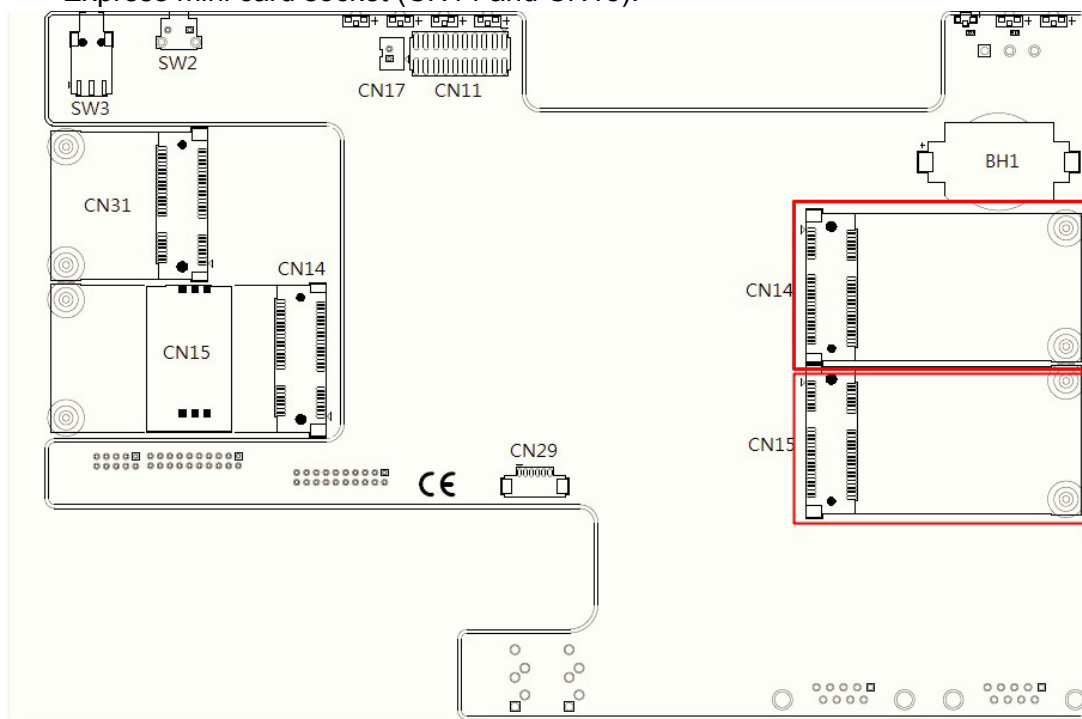 Express mini card socket (CN14 and CN15).
SW2
SW3
CN17
CN11
BH1
CN31
CN14
CN14
CN15
CN15
CN29
CE